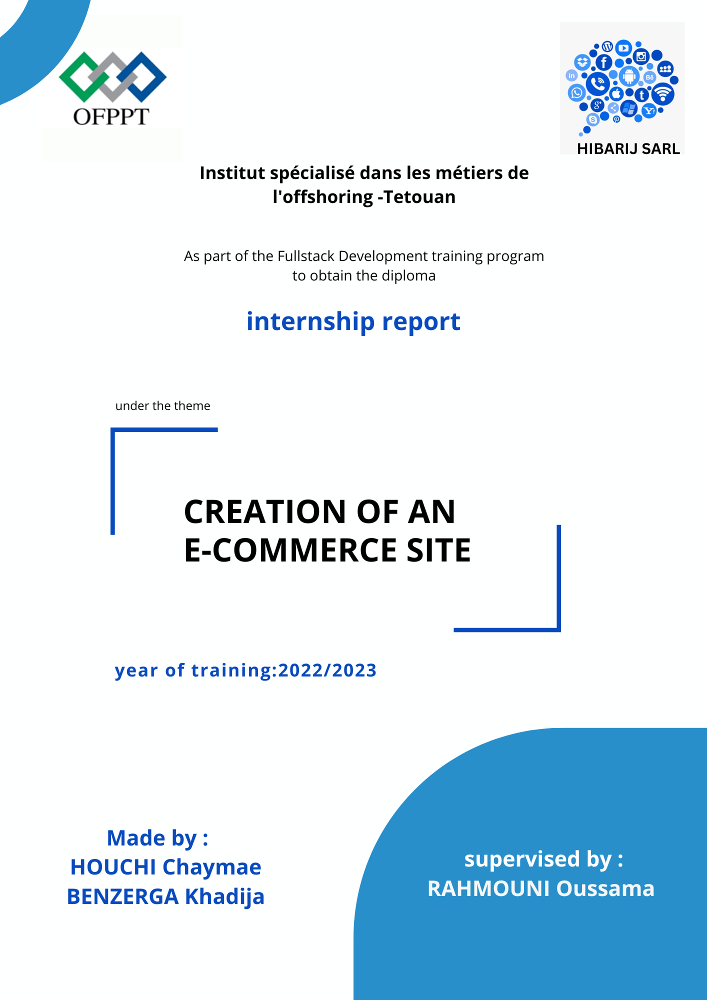 OFPPT
HIBARIJ SARL
Institut spécialisé dans les métiers de
l'offshoring -Tetouan
As part of the Fullstack Development training program
to obtain the diploma
internship report
under the theme
CREATION OF AN
E-COMMERCE SITE
year of training:2022/2023
Made by :
HOUCHI Chaymae
BENZERGA Khadija
supervised by :
RAHMOUNI Oussama